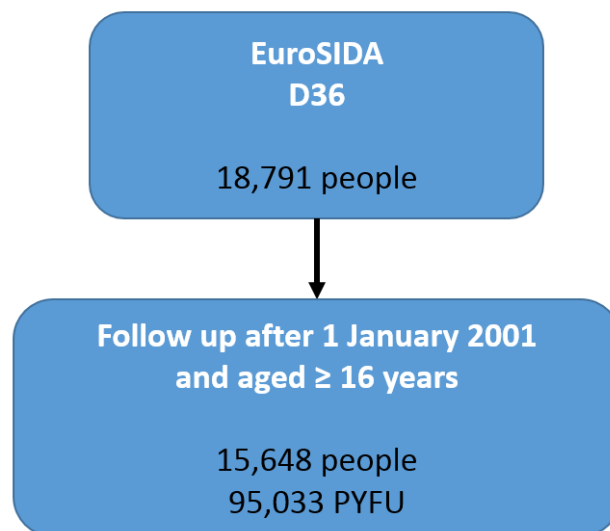 EuroSIDA
D36
18,791 people
Follow up after 1 January 2001
and aged ≥ 16 years
15,648 people
95,033 PYFU